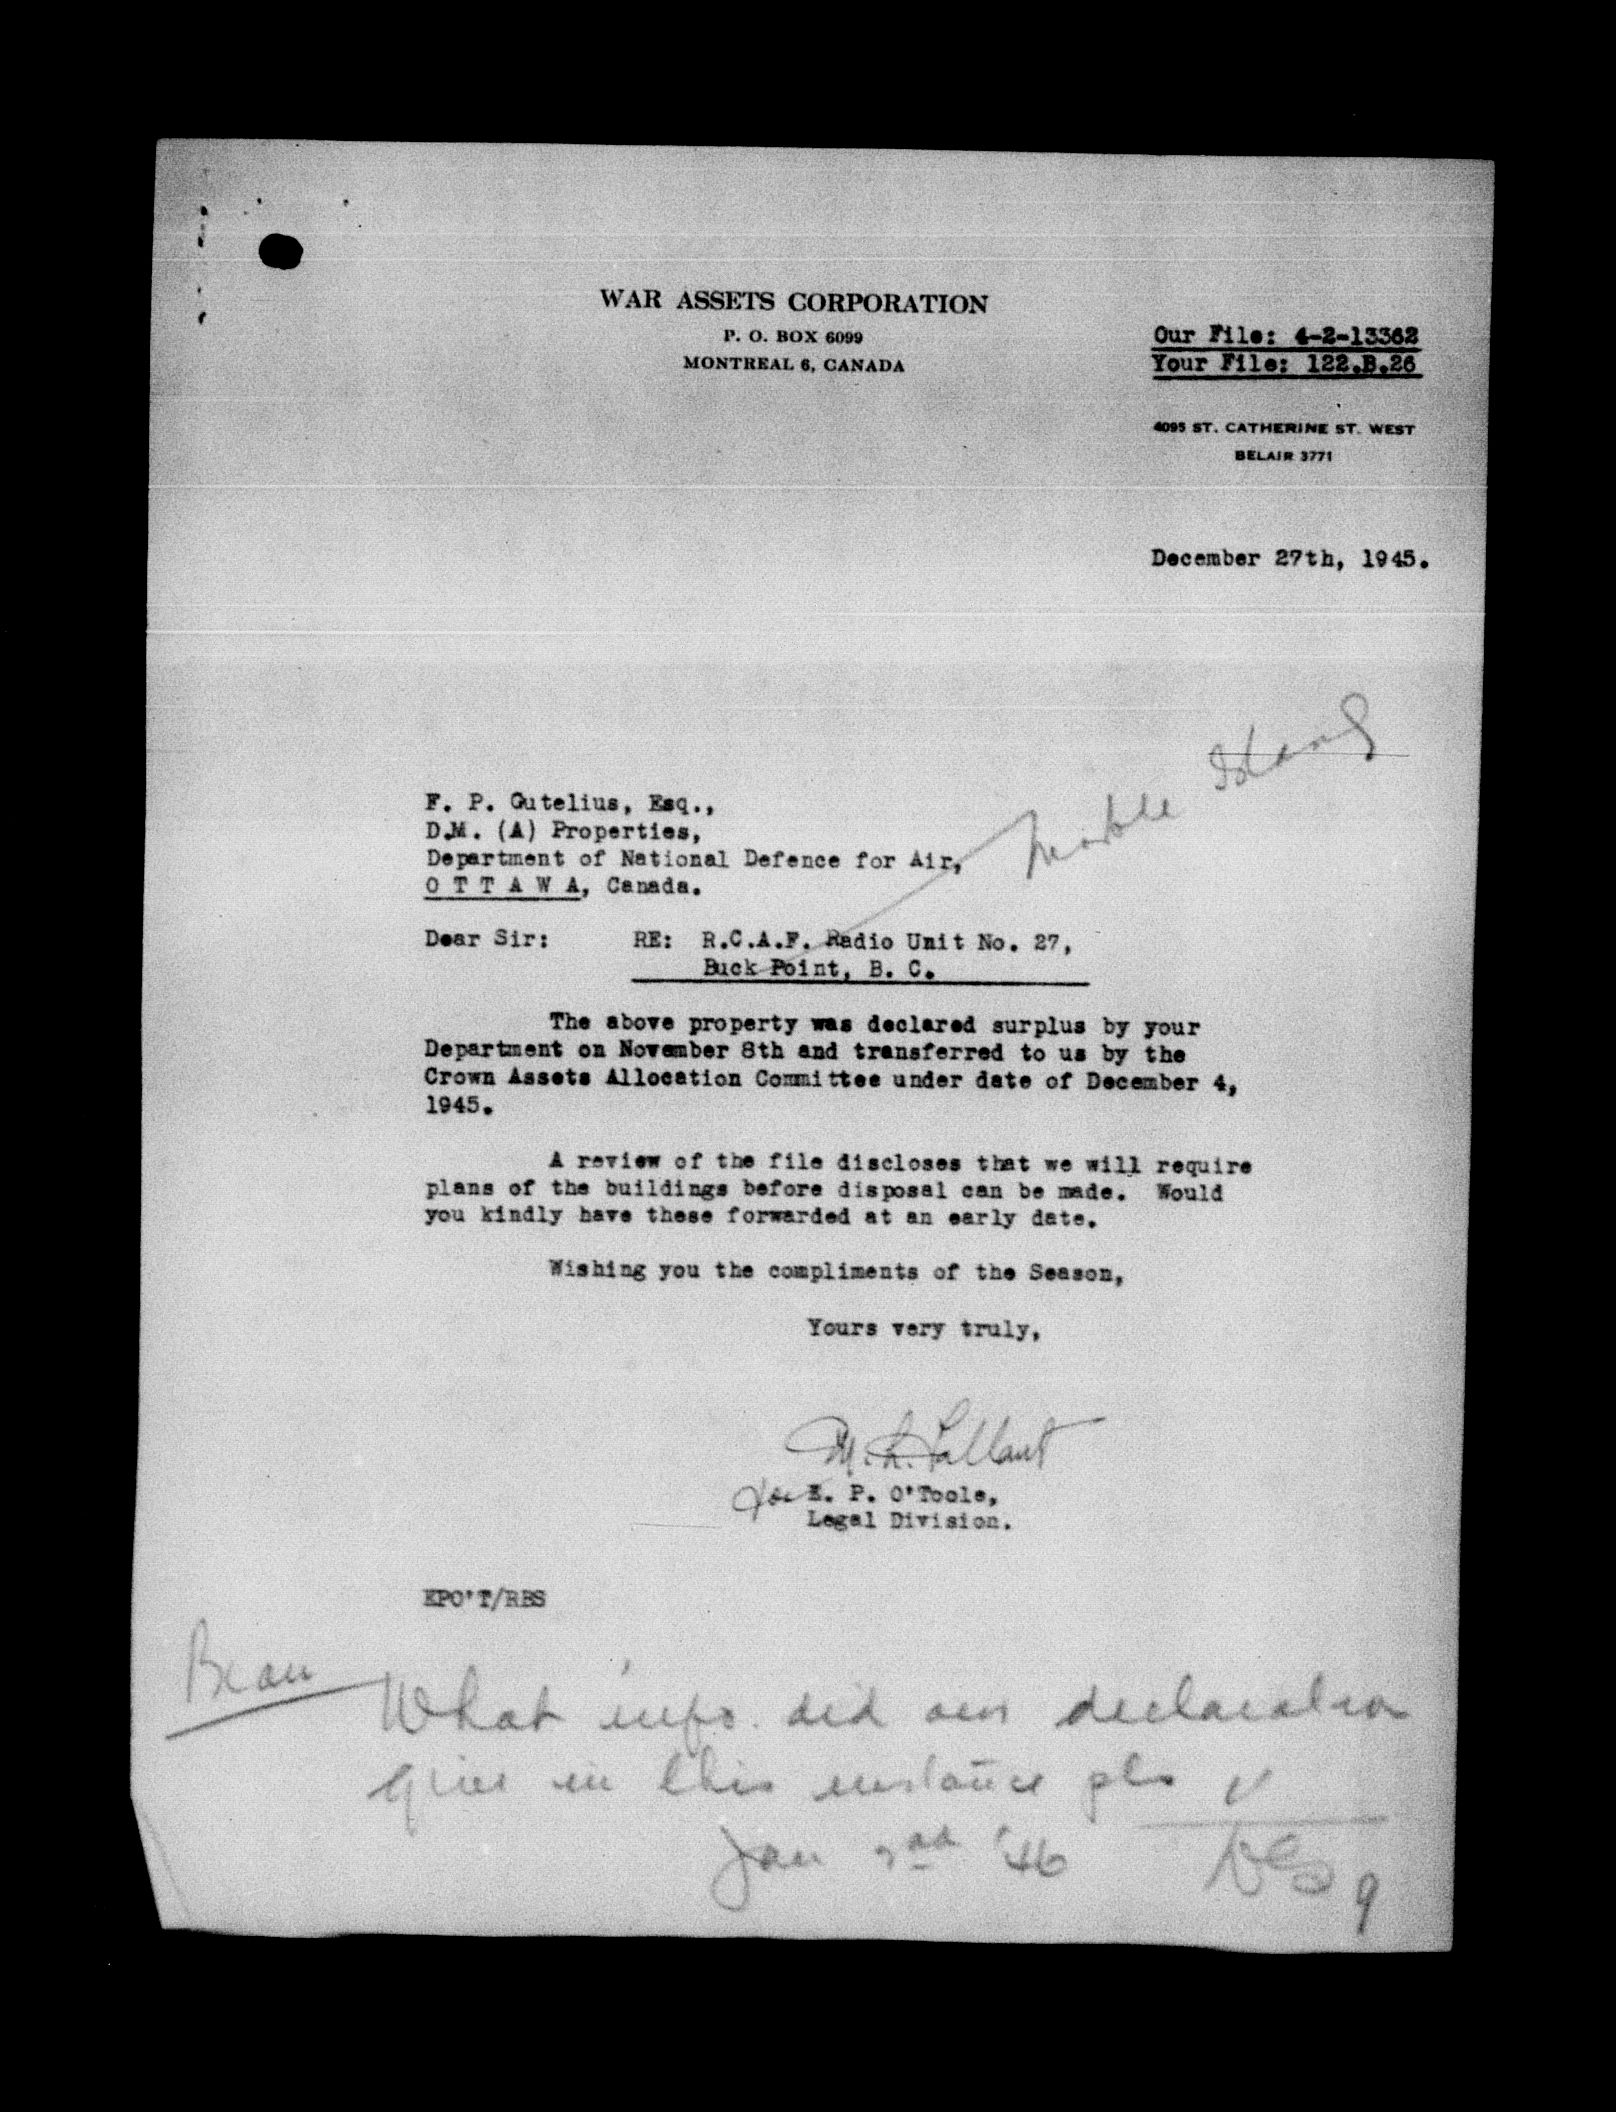 WAR ASSETS CORPORATION
P. O. BOX 6099
MONTREAL 6, CANADA
Our File: 4-2-13362
Your File: 122.B.26
4095 ST. CATHERINE ST. WEST
BELAIR 3771
December 27th, 1945.
Marble Island
F. P. Gutelius, Esq.,
D.M. (A) Properties,
Department of National Defence for Air,
O T T A W A, Canada.
Dear Sir: RE: R.C.A.F. Radio Unit No. 27,
Buck Point, B. C.
The above property was declared surplus by your
Department on November 8th and transferred to us by the
Crown Assets Allocation Committee under date of December 4,
1945.
A review of the file discloses that we will require
plans of the buildings before disposal can be made. Would
you kindly have these forwarded at an early date.
Wishing you the compliments of the Season,
Yours very truly,
for E. P. O'Toole,
Legal Division.
EPO'T/RBS
What info. did our declaration
give in this instance pls
Jan 2nd '46
9